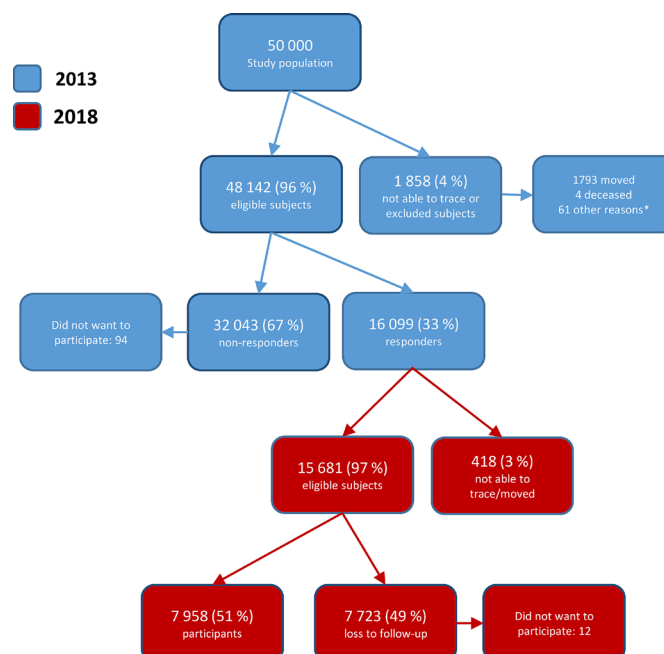 50 000
Study population
2013
2018
48 142 (96 %)
eligible subjects
1 858 (4 %)
not able to trace or
excluded subjects
1793 moved
4 deceased
61 other reasons*
Did not want to
participate: 94
32 043 (67 %)
non-responders
16 099 (33 %)
responders
15 681 (97 %)
eligible subjects
418 (3 %)
not able to
trace/moved
7 958 (51 %)
participants
7 723 (49 %)
loss to follow-up
Did not want to
participate: 12